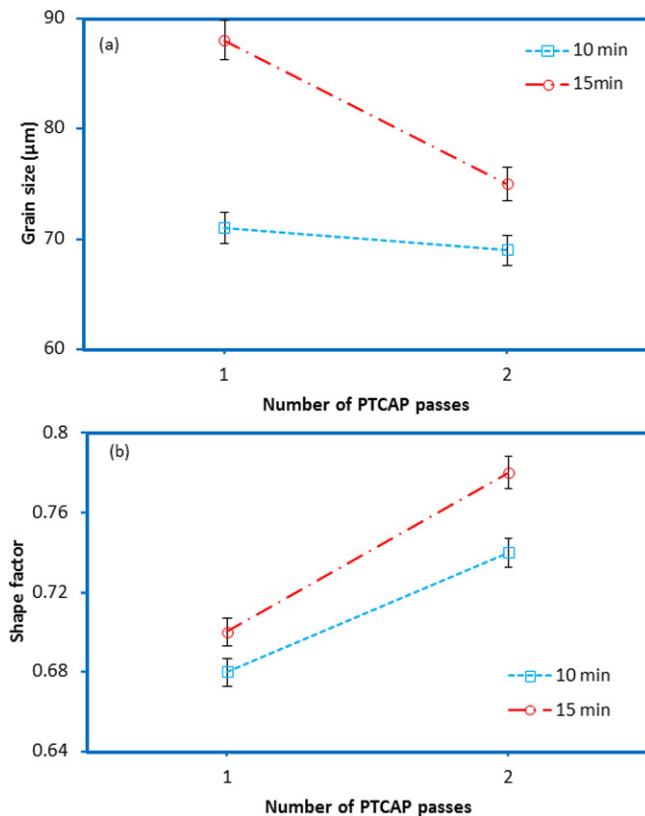 90
(a)
10 min
15min
80
Grain size (µm)
70
60
1 2
Number of PTCAP passes
0.8
(b)
0.76
Shape factor
0.72
0.68
10 min
15 min
0.64
1 2
Number of PTCAP passes